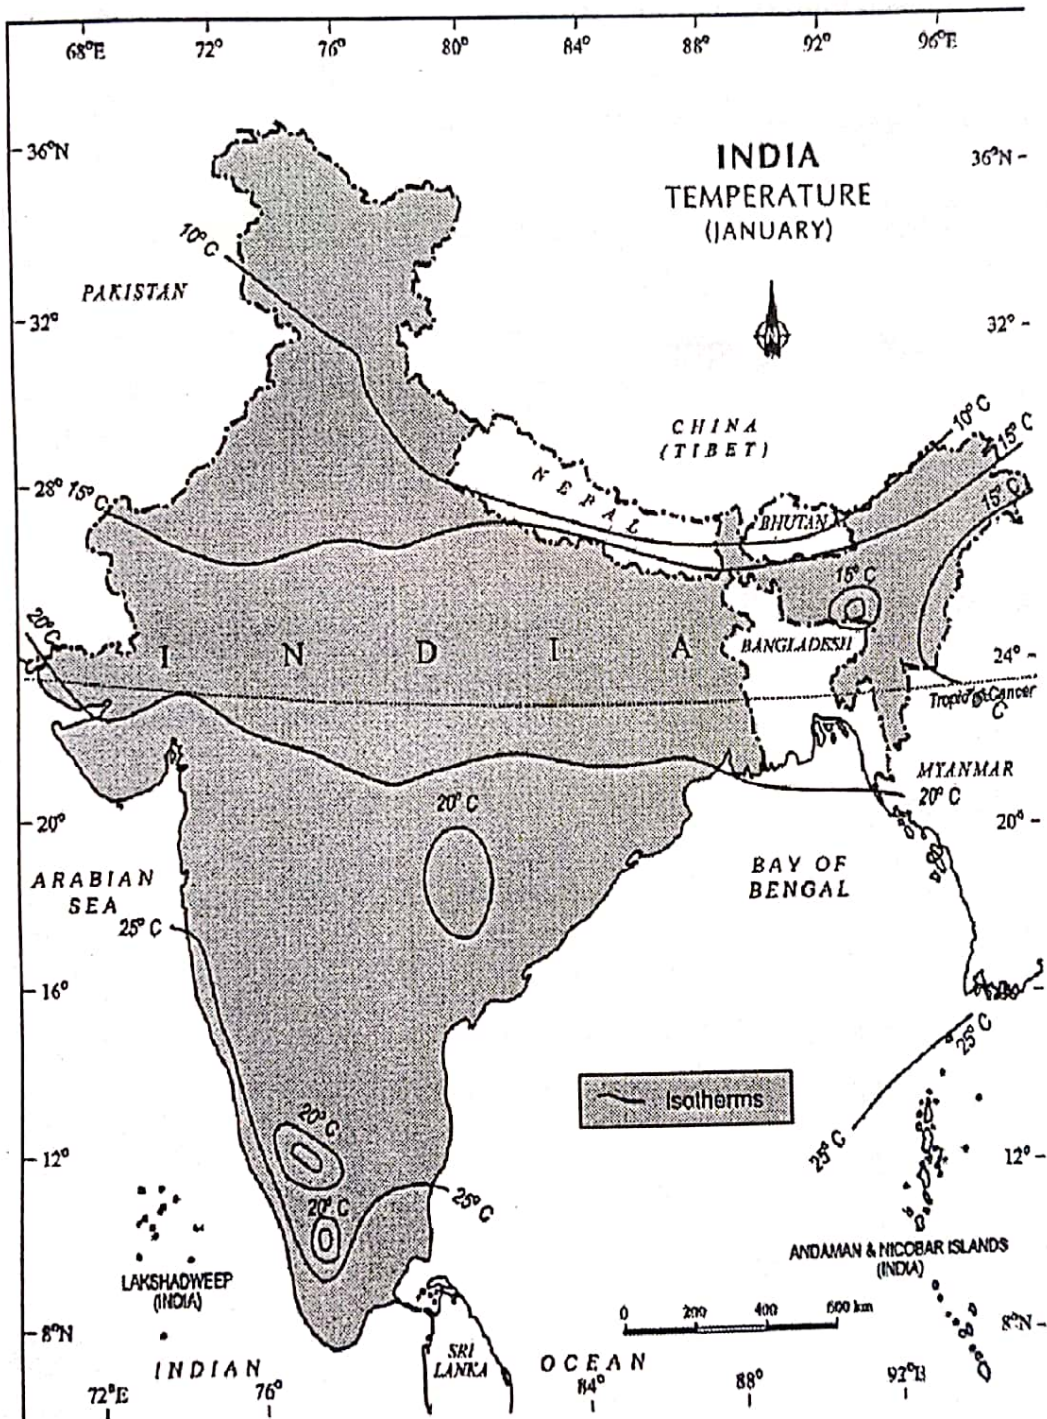 68°E 72° 76° 80° 84° 88° 92° 96°E
36°N
INDIA
TEMPERATURE
(JANUARY)
36°N
10°C
PAKISTAN
32°
N
32°
CHINA
(TIBET)
10°C
15°C
28°
15°C
NEPAL
BHUTAN
15°C
15°C
20°C
INDIA
BANGLADESH
24°
Tropic of Cancer
C
MYANMAR
20°C
20°
20°C
20°
ARABIAN
SEA
BAY OF
BENGAL
25°C
16°
25°C
Isotherms
20°C
25°C
12°
12°
20°C
25°C
LAKSHADWEEP
(INDIA)
ANDAMAN & NICOBAR ISLANDS
(INDIA)
0 200 400 600 km
8°N
8°N
SRI
LANKA
INDIAN OCEAN
72°E 76° 84° 88° 92°E